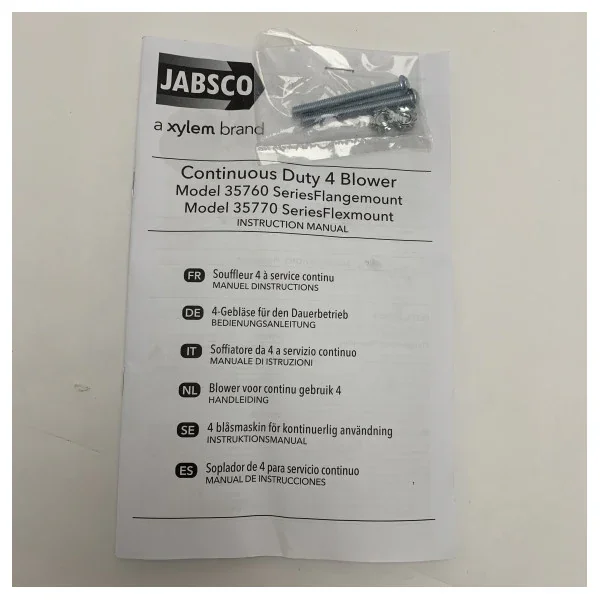 JABSCO
a xylem brand
Continuous Duty 4 Blower
Model 35760 SeriesFlangemount
Model 35770 SeriesFlexmount
INSTRUCTION MANUAL
FR Souffleur 4 à service continu
MANUEL DINSTRUCTIONS
DE 4-Gebläse für den Dauerbetrieb
BEDIENUNGSANLEITUNG
IT Soffiatore da 4 a servizio continuo
MANUALE DI ISTRUZIONI
NL Blower voor continu gebruik 4
HANDLEIDING
SE 4 blåsmaskin för kontinuerlig användning
INSTRUKTIONSMANUAL
ES Soplador de 4 para servicio continuo
MANUAL DE INSTRUCCIONES